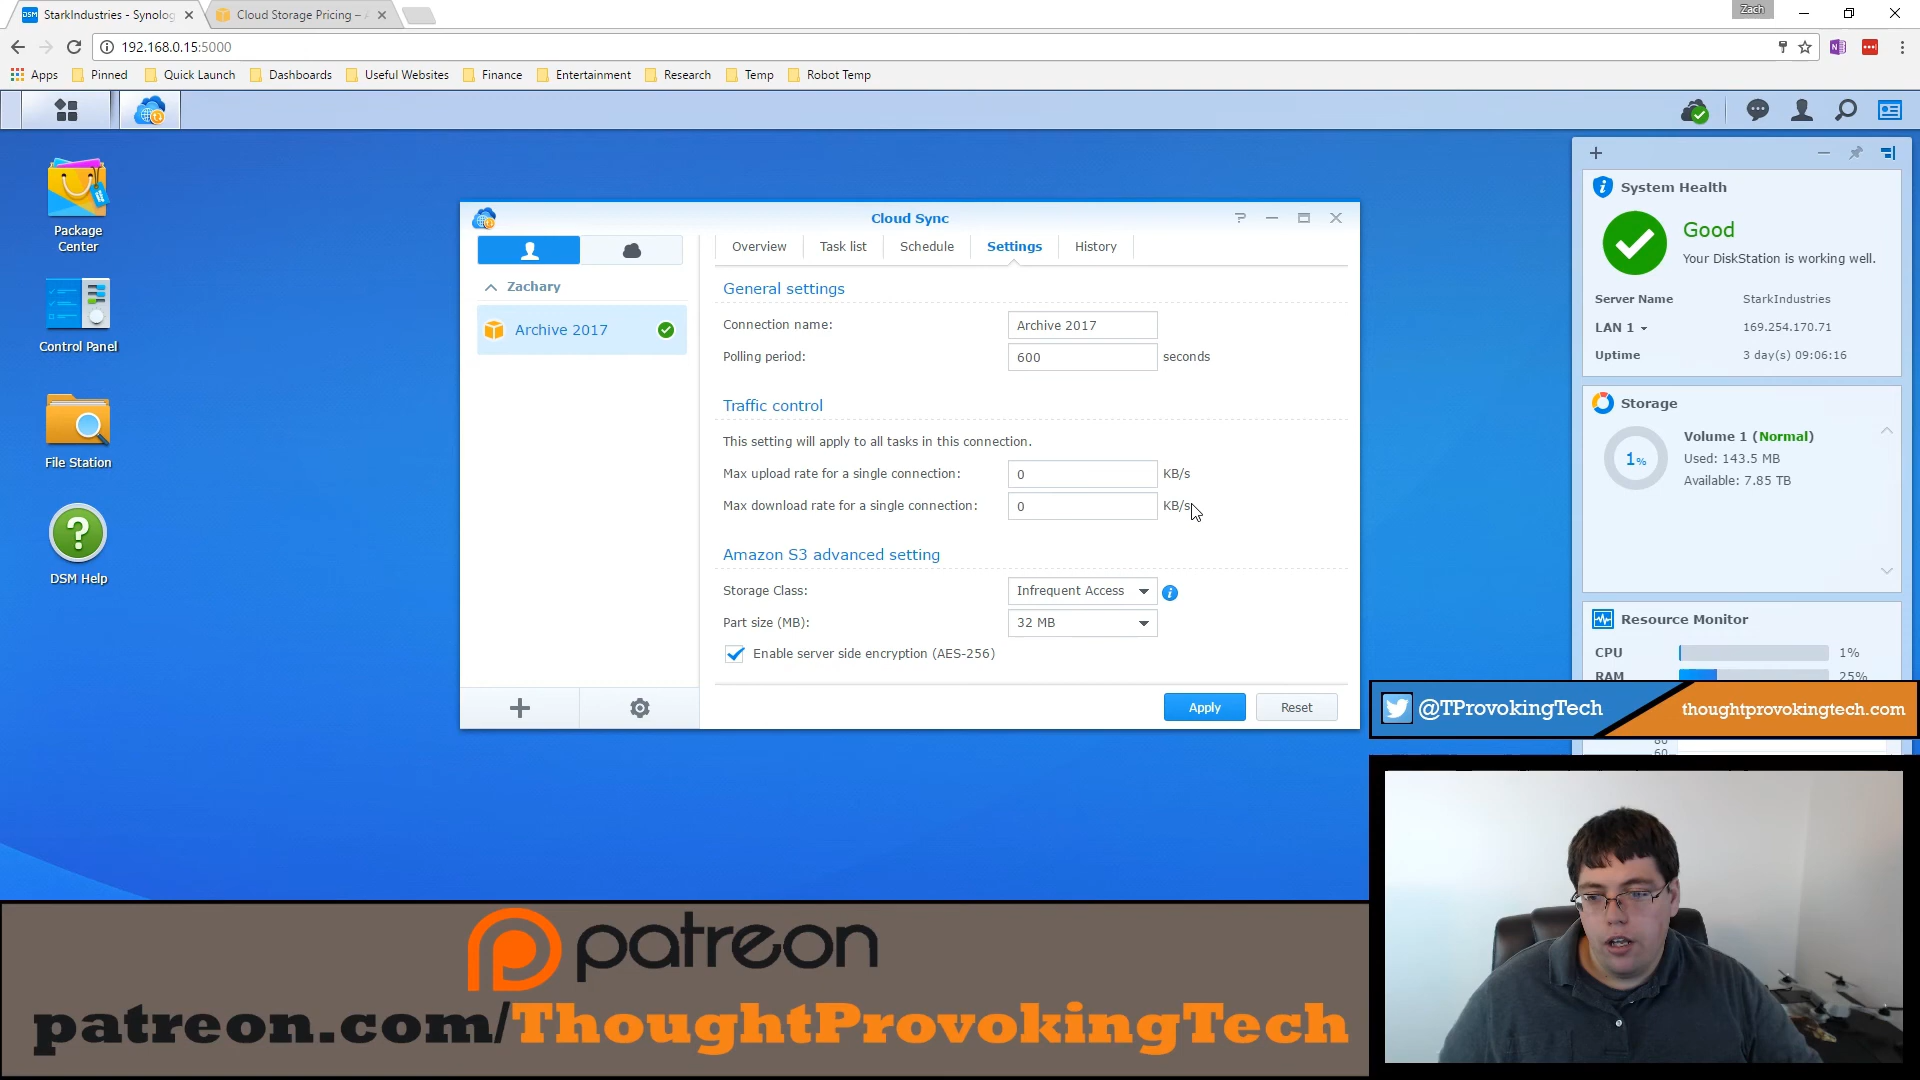 StarkIndustries - Synolog
Cloud Storage Pricing –
Zach
192.168.0.15:5000
Apps Pinned Quick Launch Dashboards Useful Websites Finance Entertainment Research Temp Robot Temp
Package
Center
Control Panel
File Station
DSM Help
Cloud Sync
Zachary
Archive 2017
Overview Task list Schedule Settings History
General settings
Connection name: Archive 2017
Polling period: 600 seconds
Traffic control
This setting will apply to all tasks in this connection.
Max upload rate for a single connection: 0 KB/s
Max download rate for a single connection: 0 KB/s
Amazon S3 advanced setting
Storage Class: Infrequent Access
Part size (MB): 32 MB
Enable server side encryption (AES-256)
Apply Reset
System Health
Good
Your DiskStation is working well.
Server Name StarkIndustries
LAN 1 169.254.170.71
Uptime 3 day(s) 09:06:16
Storage
1%
Volume 1 (Normal)
Used: 143.5 MB
Available: 7.85 TB
Resource Monitor
CPU 1%
RAM 25%
@TProvokingTech
thoughtprovokingtech.com
80
60
patreon
patreon.com/ThoughtProvokingTech